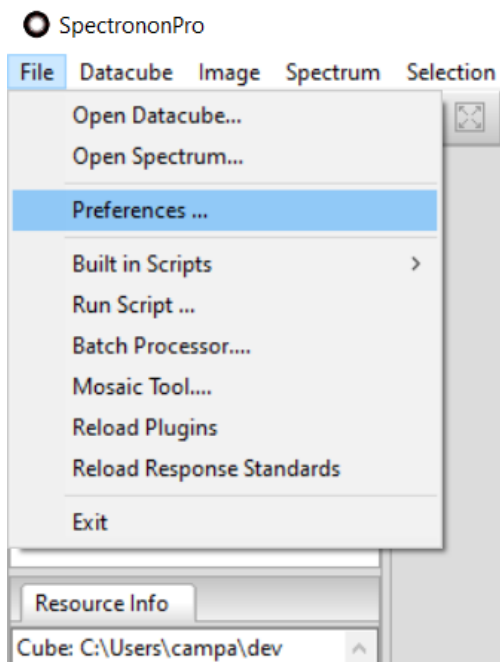 SpectrononPro
File Datacube Image Spectrum Selection
Open Datacube...
Open Spectrum...
Preferences ...
Built in Scripts
Run Script ...
Batch Processor....
Mosaic Tool....
Reload Plugins
Reload Response Standards
Exit
Resource Info
Cube: C:\Users\campa\dev